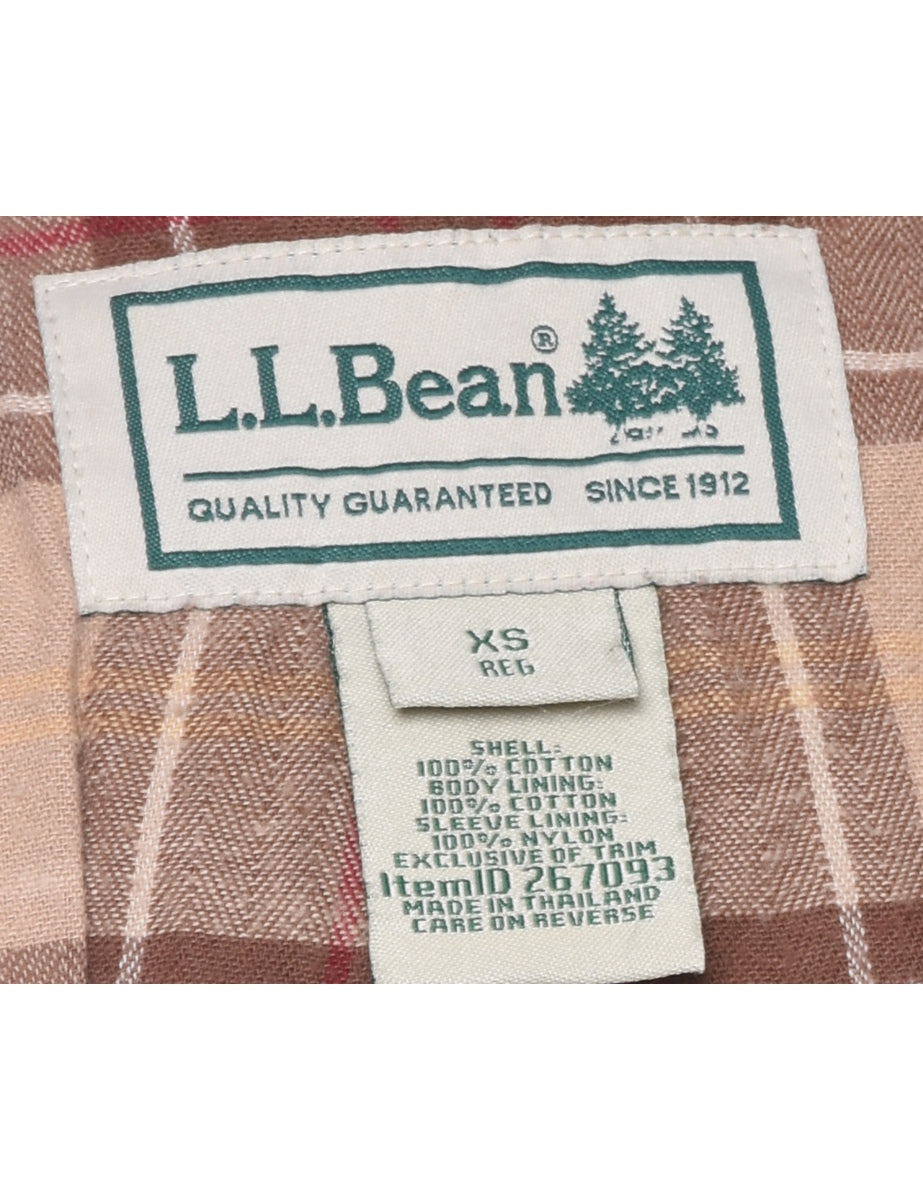 L.L.Bean®
QUALITY GUARANTEED SINCE 1912
XS
REG
SHELL:
100% COTTON
BODY LINING:
100% COTTON
SLEEVE LINING:
100% NYLON
EXCLUSIVE OF TRIM
ItemID 267093
MADE IN THAILAND
CARE ON REVERSE